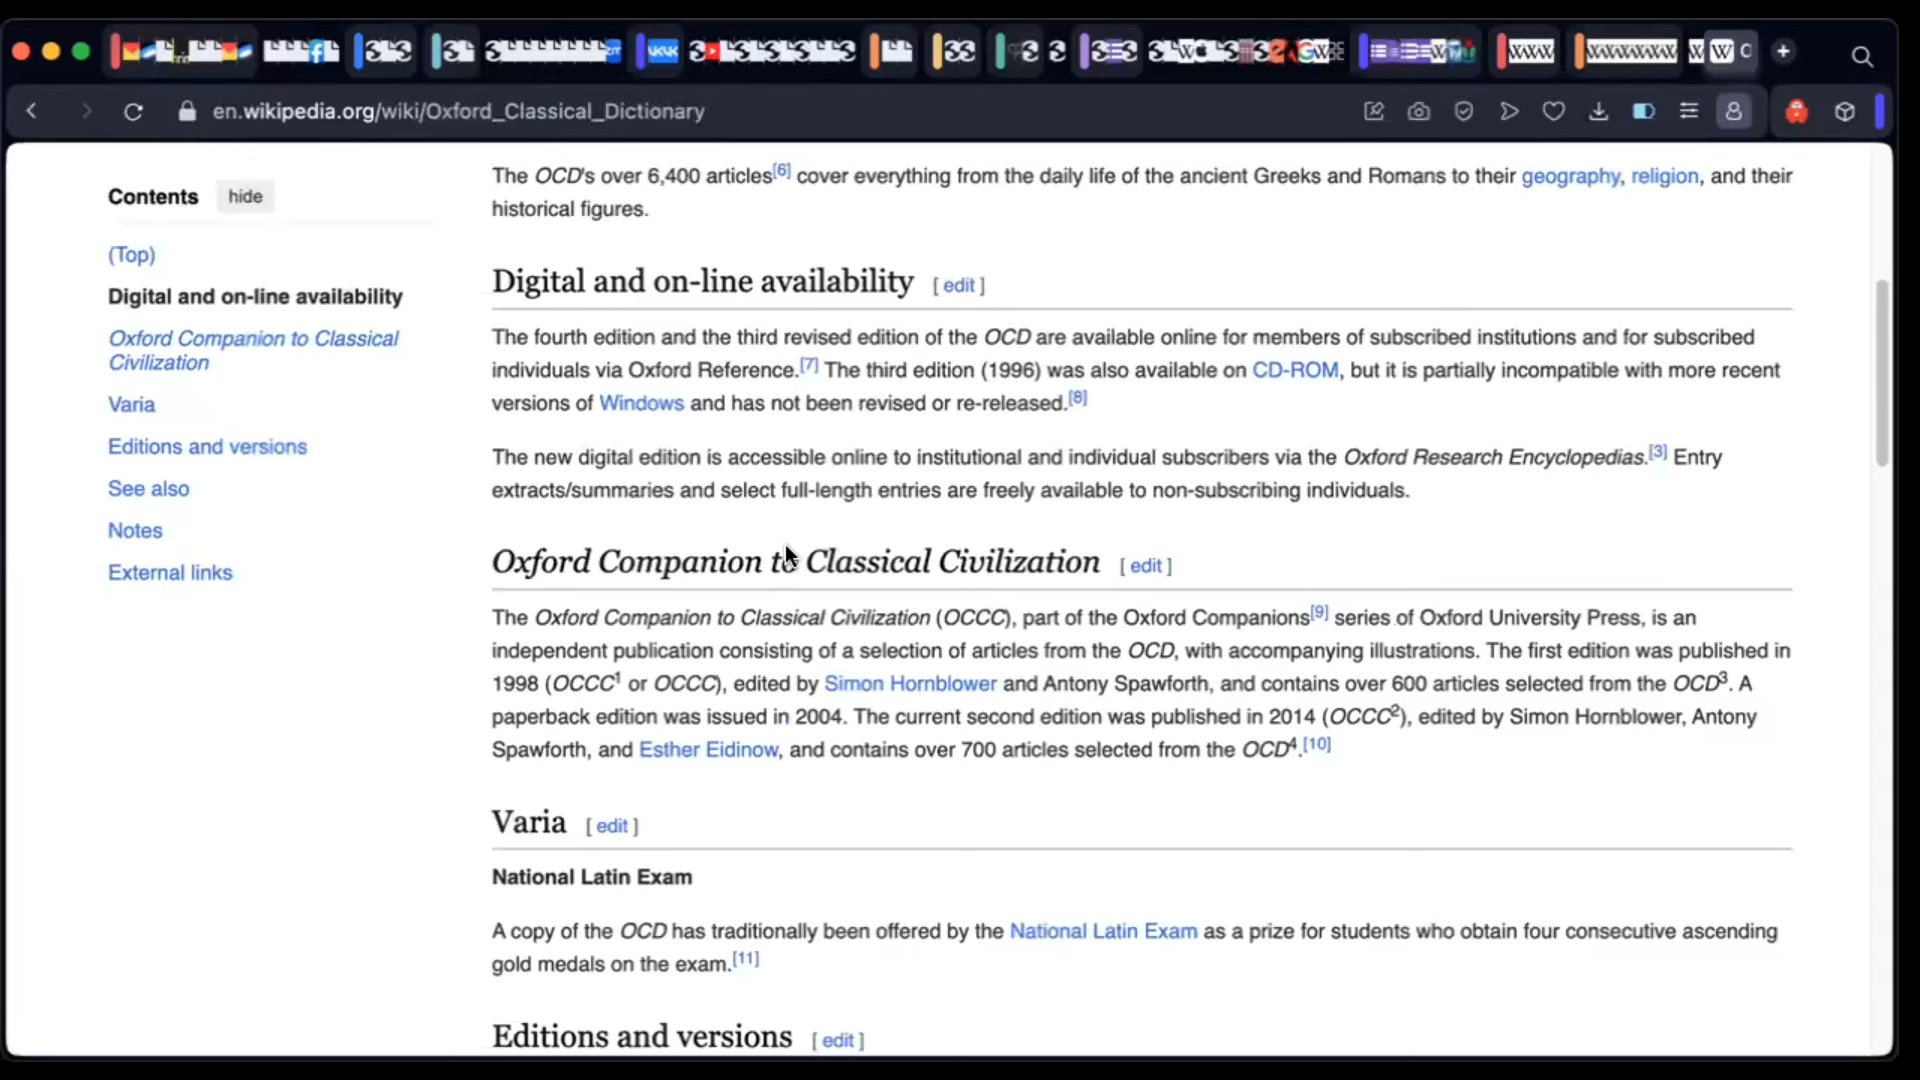 en.wikipedia.org/wiki/Oxford_Classical_Dictionary
Contents hide
(Top)
Digital and on-line availability
Oxford Companion to Classical
Civilization
Varia
Editions and versions
See also
Notes
External links
The OCD's over 6,400 articles[6] cover everything from the daily life of the ancient Greeks and Romans to their geography, religion, and their
historical figures.
Digital and on-line availability [ edit ]
The fourth edition and the third revised edition of the OCD are available online for members of subscribed institutions and for subscribed
individuals via Oxford Reference.[7] The third edition (1996) was also available on CD-ROM, but it is partially incompatible with more recent
versions of Windows and has not been revised or re-released.[8]
The new digital edition is accessible online to institutional and individual subscribers via the Oxford Research Encyclopedias.[3] Entry
extracts/summaries and select full-length entries are freely available to non-subscribing individuals.
Oxford Companion to Classical Civilization [ edit ]
The Oxford Companion to Classical Civilization (OCCC), part of the Oxford Companions[9] series of Oxford University Press, is an
independent publication consisting of a selection of articles from the OCD, with accompanying illustrations. The first edition was published in
1998 (OCCC¹ or OCCC), edited by Simon Hornblower and Antony Spawforth, and contains over 600 articles selected from the OCD³. A
paperback edition was issued in 2004. The current second edition was published in 2014 (OCCC²), edited by Simon Hornblower, Antony
Spawforth, and Esther Eidinow, and contains over 700 articles selected from the OCD⁴.[10]
Varia [ edit ]
National Latin Exam
A copy of the OCD has traditionally been offered by the National Latin Exam as a prize for students who obtain four consecutive ascending
gold medals on the exam.[11]
Editions and versions [ edit ]